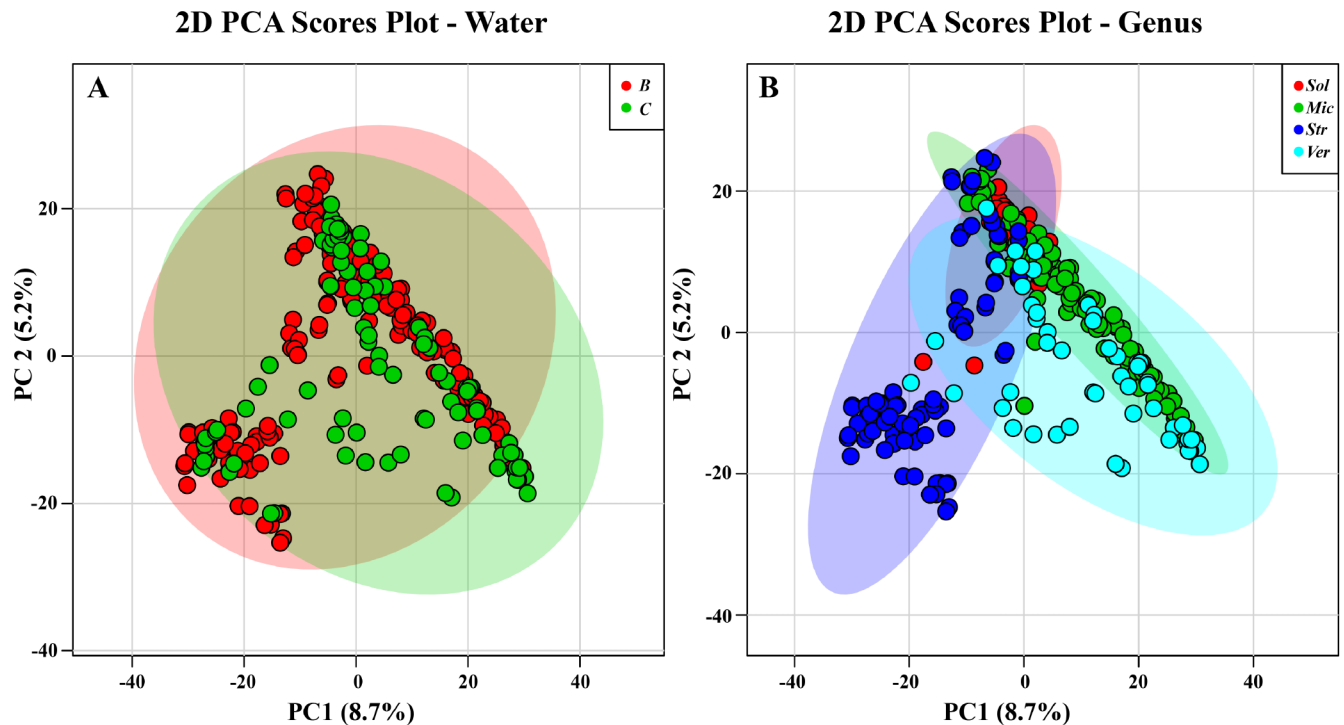 2D PCA Scores Plot - Water
A
B
C
20
0
-20
-40
PC 2 (5.2%)
-40
-20
0
20
40
PC1 (8.7%)
2D PCA Scores Plot - Genus
B
Sol
Mic
Str
Ver
20
0
-20
-40
PC 2 (5.2%)
-40
-20
0
20
40
PC1 (8.7%)